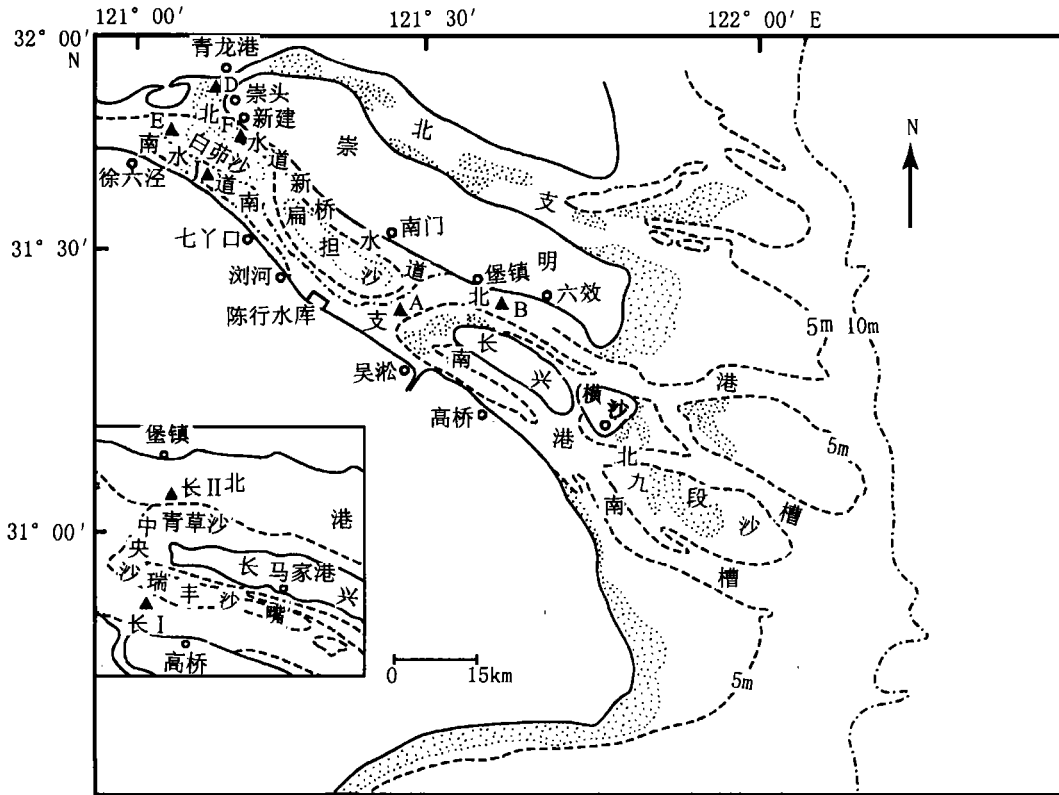 121° 00′
121° 30′
122° 00′ E
32° 00′
N
31° 30′
31° 00′
N
青龙港
D
崇头
北
新建
F
E
水
道
南
水
道
白茆沙
徐六泾
南
新
桥
水
道
扁
担
沙
七丫口
浏河
陈行水库
支
A
南门
崇
明
北
支
堡镇
六滧
北
B
港
吴淞
南
港
长
兴
横沙
高桥
北
槽
九
段
沙
南
槽
5m
10m
5m
5m
堡镇
长Ⅱ
北
港
青草沙
中
央
沙
长
兴
马家港
瑞
丰
沙
嘴
长Ⅰ
高桥
0
15km